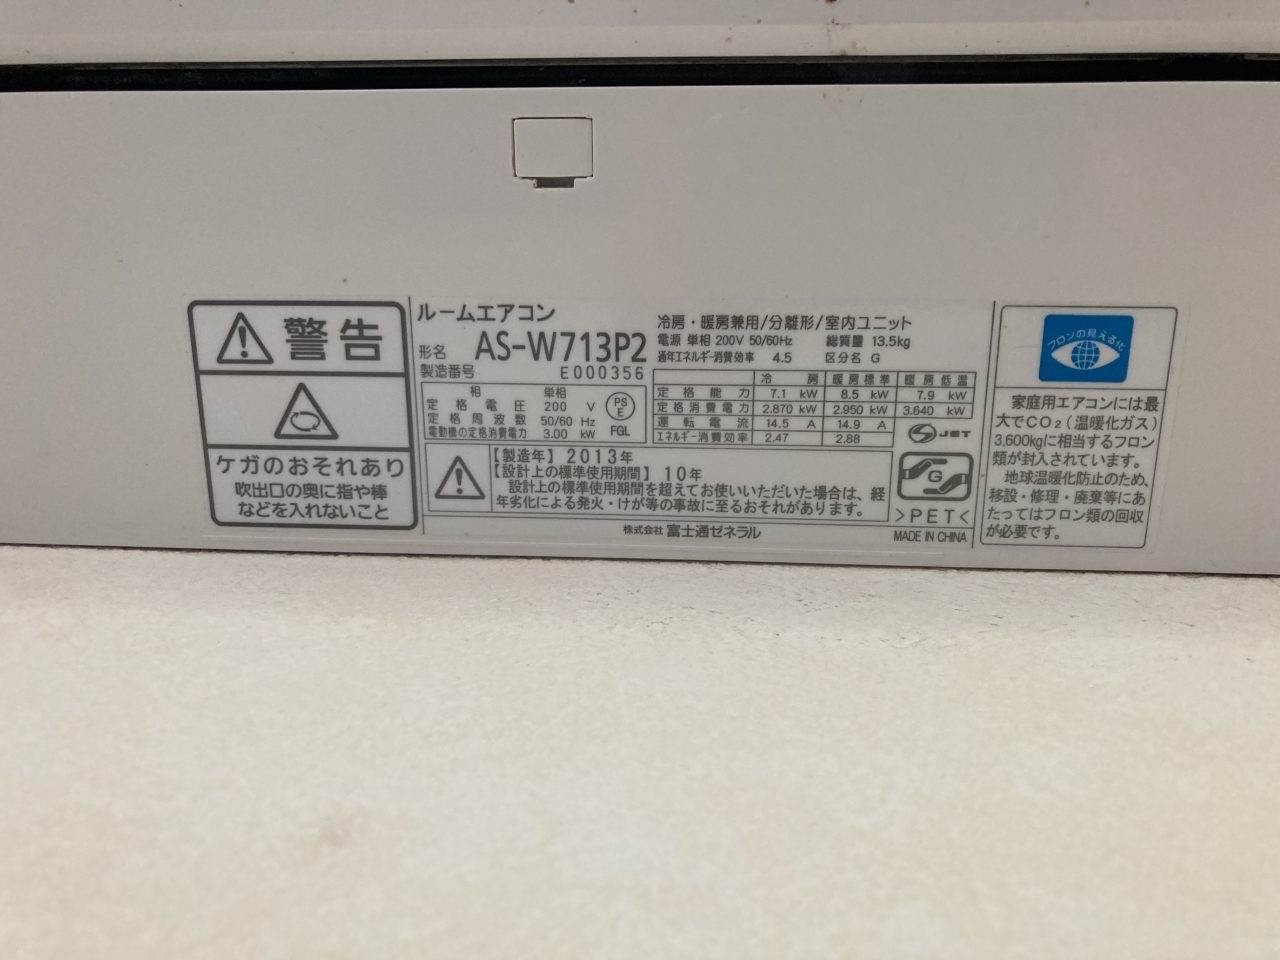 警告
ケガのおそれあり
吹出口の奥に指や棒
などを入れないこと
ルームエアコン
形名 AS-W713P2
製造番号 E000356
相 単相
定格電圧 200 V
定格周波数 50/60 Hz
電動機の定格消費電力 3.00 kW
PS
E
FGL
冷房・暖房兼用/分離形/室内ユニット
電源 単相 200V 50/60Hz 総質量 13.5kg
通年エネルギー消費効率 4.5 区分名 G
冷房 暖房標準 暖房低温
定格能力 7.1 kW 8.5 kW 7.9 kW
定格消費電力 2.870 kW 2.950 kW 3.640 kW
運転電流 14.5 A 14.9 A
エネルギー消費効率 2.47 2.88
JET
【製造年】2013年
【設計上の標準使用期間】10年
設計上の標準使用期間を超えてお使いいただいた場合は、経
年劣化による発火・けが等の事故に至るおそれがあります。
G
>PET<
株式会社 富士通ゼネラル
MADE IN CHINA
フロンの見える化
家庭用エアコンには最
大でCO₂(温暖化ガス)
3,600kgに相当するフロン
類が封入されています。
地球温暖化防止のため、
移設・修理・廃棄等にあ
たってはフロン類の回収
が必要です。